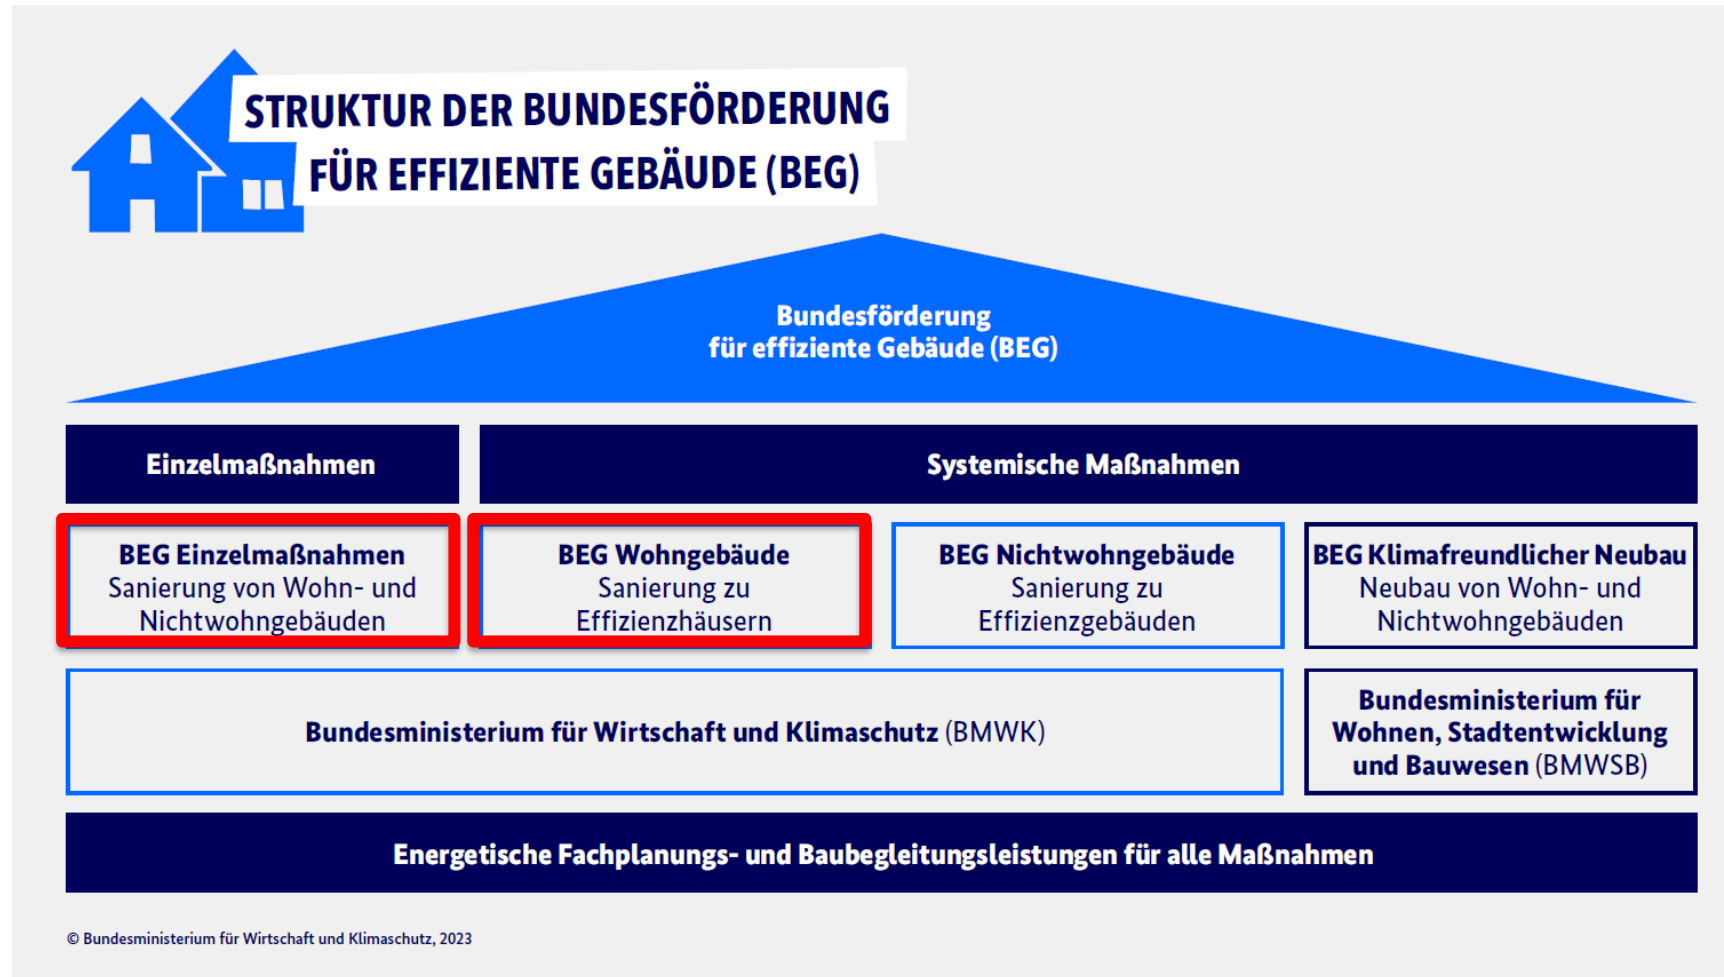 STRUKTUR DER BUNDESFÖRDERUNG
FÜR EFFIZIENTE GEBÄUDE (BEG)
Bundesförderung
für effiziente Gebäude (BEG)
Einzelmaßnahmen
Systemische Maßnahmen
BEG Einzelmaßnahmen
Sanierung von Wohn- und
Nichtwohngebäuden
BEG Wohngebäude
Sanierung zu
Effizienzhäusern
BEG Nichtwohngebäude
Sanierung zu
Effizienzgebäuden
BEG Klimafreundlicher Neubau
Neubau von Wohn- und
Nichtwohngebäuden
Bundesministerium für Wirtschaft und Klimaschutz (BMWK)
Bundesministerium für
Wohnen, Stadtentwicklung
und Bauwesen (BMWSB)
Energetische Fachplanungs- und Baubegleitungsleistungen für alle Maßnahmen
© Bundesministerium für Wirtschaft und Klimaschutz, 2023